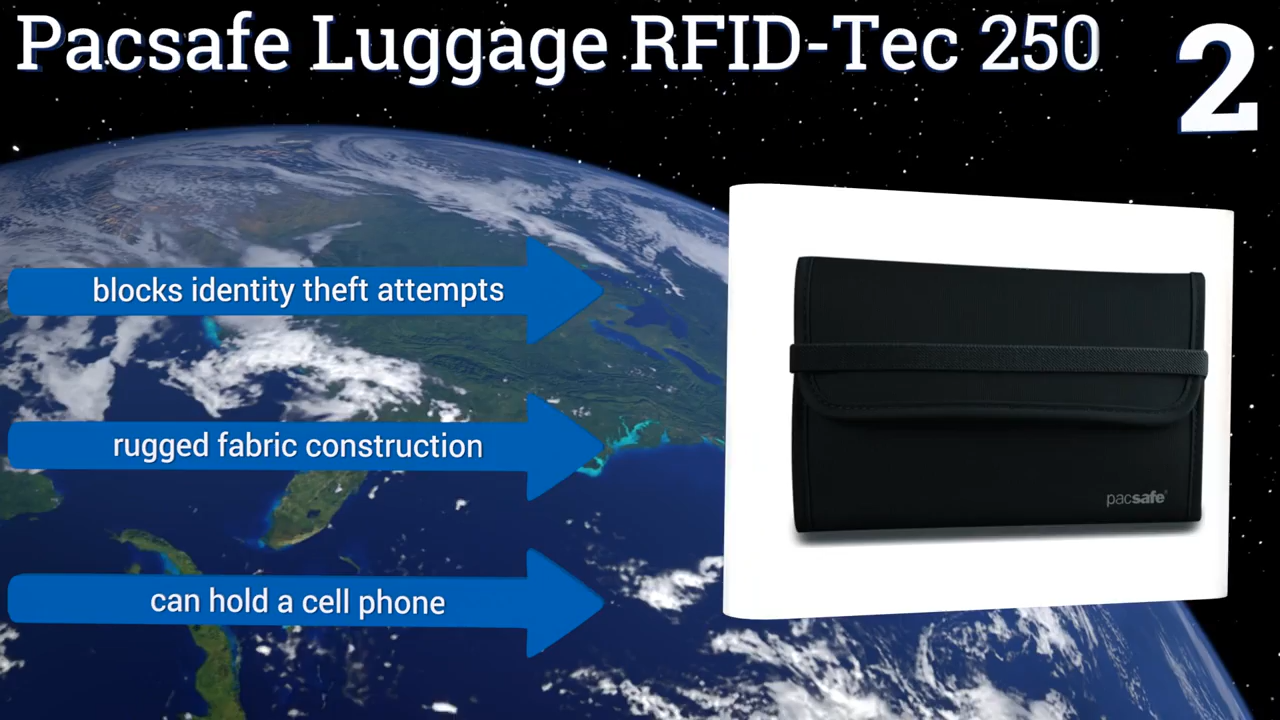 Pacsafe Luggage RFID-Tec 250
2
blocks identity theft attempts
rugged fabric construction
can hold a cell phone
pacsafe®